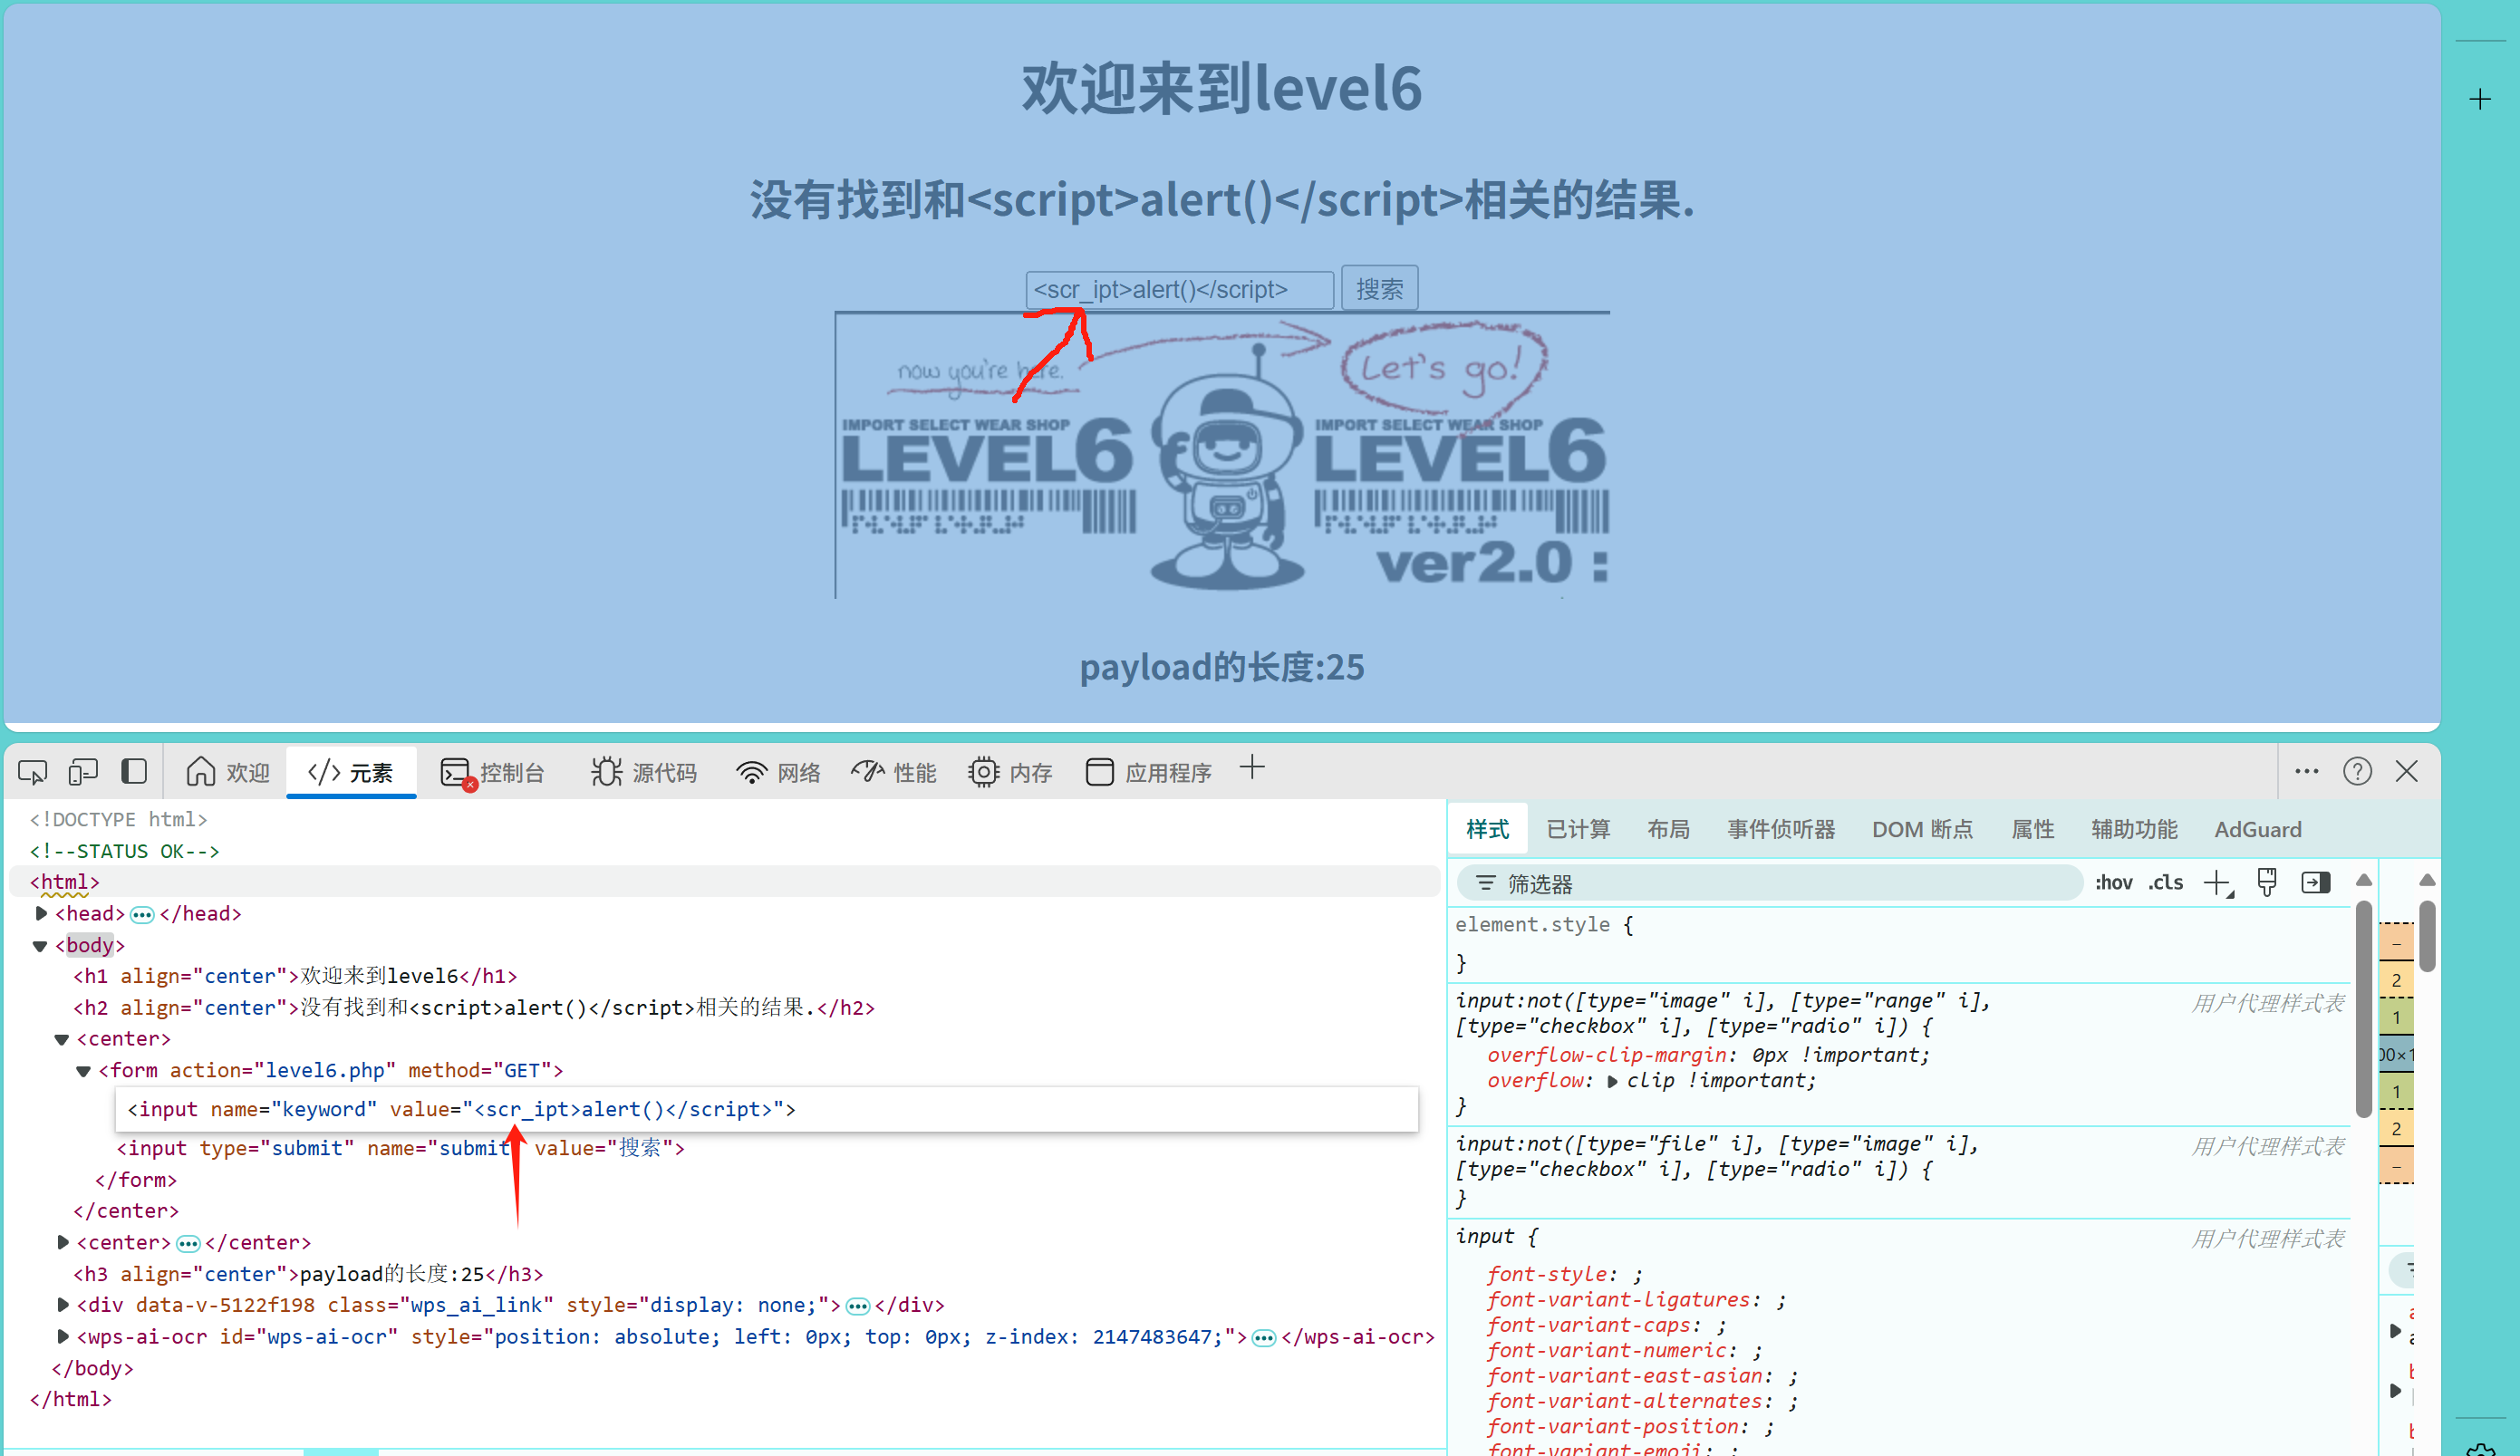 欢迎来到level6
没有找到和<script>alert()</script>相关的结果.
<scr_ipt>alert()</script> 搜索
now you're here. Let's go!
IMPORT SELECT WEAR SHOP IMPORT SELECT WEAR SHOP
LEVEL6 LEVEL6
ver2.0 :
payload的长度:25
欢迎 </> 元素 控制台 源代码 网络 性能 内存 应用程序
<!DOCTYPE html>
<!--STATUS OK-->
<html>
<head>•••</head>
<body>
<h1 align="center">欢迎来到level6</h1>
<h2 align="center">没有找到和<script>alert()</script>相关的结果.</h2>
<center>
<form action="level6.php" method="GET">
<input name="keyword" value="<scr_ipt>alert()</script>">
<input type="submit" name="submit" value="搜索">
</form>
</center>
<center>•••</center>
<h3 align="center">payload的长度:25</h3>
<div data-v-5122f198 class="wps_ai_link" style="display: none;">•••</div>
<wps-ai-ocr id="wps-ai-ocr" style="position: absolute; left: 0px; top: 0px; z-index: 2147483647;">•••</wps-ai-ocr>
</body>
</html>
样式 已计算 布局 事件侦听器 DOM 断点 属性 辅助功能 AdGuard
筛选器 :hov .cls
element.style {
}
input:not([type="image" i], [type="range" i], 用户代理样式表
[type="checkbox" i], [type="radio" i]) {
overflow-clip-margin: 0px !important;
overflow: clip !important;
}
input:not([type="file" i], [type="image" i], 用户代理样式表
[type="checkbox" i], [type="radio" i]) {
}
input { 用户代理样式表
font-style: ;
font-variant-ligatures: ;
font-variant-caps: ;
font-variant-numeric: ;
font-variant-east-asian: ;
font-variant-alternates: ;
font-variant-position: ;
font-variant-emoji: ;
–
2
1
1
2
–